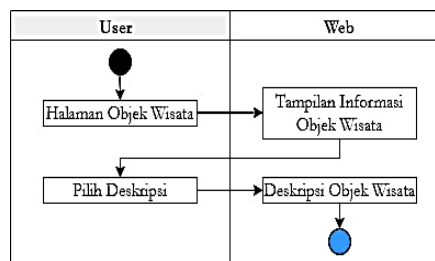 User
Web
Halaman Objek Wisata
Tampilan Informasi
Objek Wisata
Pilih Deskripsi
Deskripsi Objek Wisata